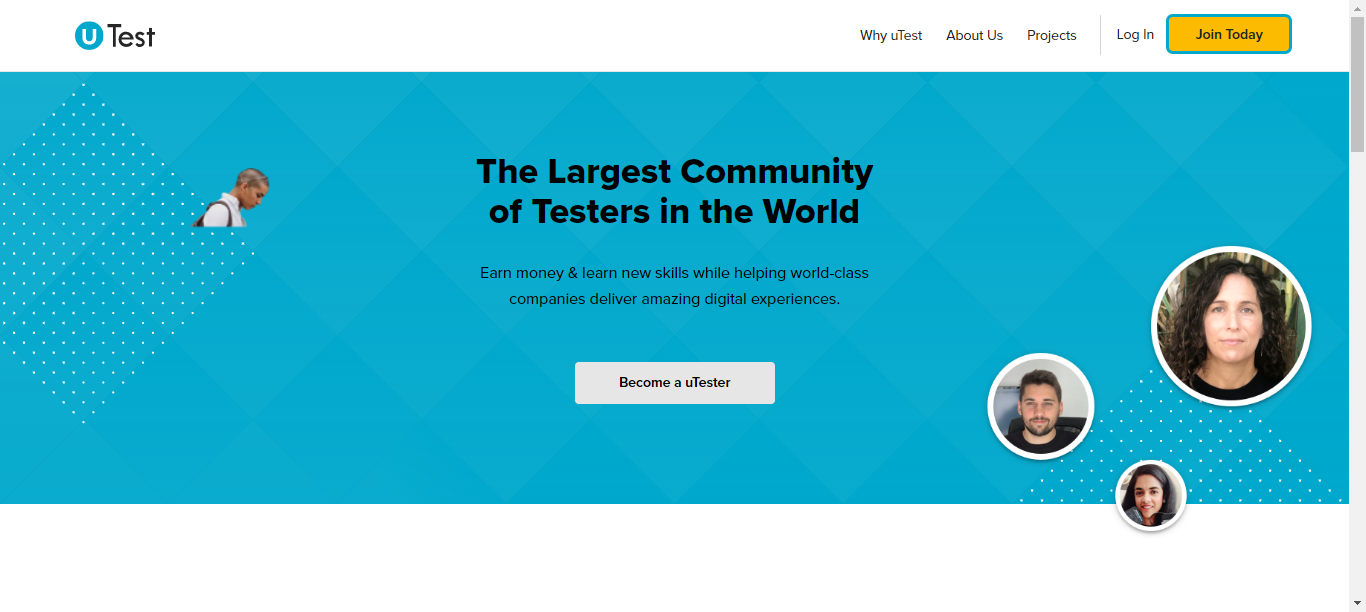 uTest
Why uTest
About Us
Projects
Log In
Join Today
The Largest Community
of Testers in the World
Earn money & learn new skills while helping world-class
companies deliver amazing digital experiences.
Become a uTester